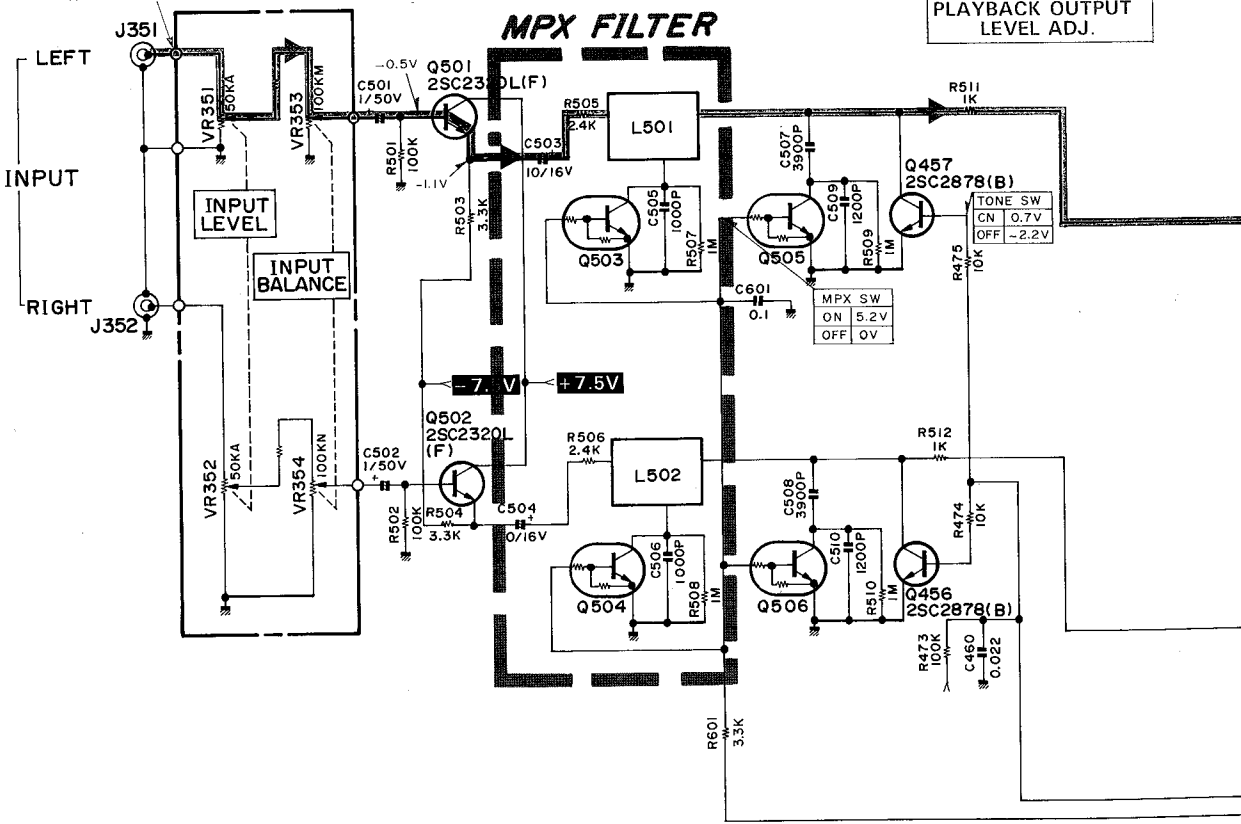 MPX FILTER
PLAYBACK OUTPUT
LEVEL ADJ.
J351
LEFT
INPUT
RIGHT
J352
VR351
50KA
VR353
100KM
INPUT
LEVEL
INPUT
BALANCE
VR352
50KA
VR354
100KN
C501
1/50V
-0.5V
Q501
2SC2320L(F)
R501
100K
-1.1V
R503
3.3K
C503
10/16V
R505
2.4K
L501
Q503
C505
1000P
R507
1M
C507
3900P
C509
1200P
R509
1M
Q505
Q457
2SC2878(B)
R511
1K
TONE SW
CN 0.7V
OFF ~2.2V
R475
10K
C601
0.1
MPX SW
ON 5.2V
OFF 0V
-7.5V
+7.5V
Q502
2SC2320L
(F)
C502
1/50V
R502
100K
R504
3.3K
C504
0/16V
R506
2.4K
L502
Q504
C506
1000P
R508
1M
C508
3900P
C510
1200P
R510
1M
Q506
Q456
2SC2878(B)
R512
1K
R474
10K
R473
100K
C460
0.022
R601
3.3K